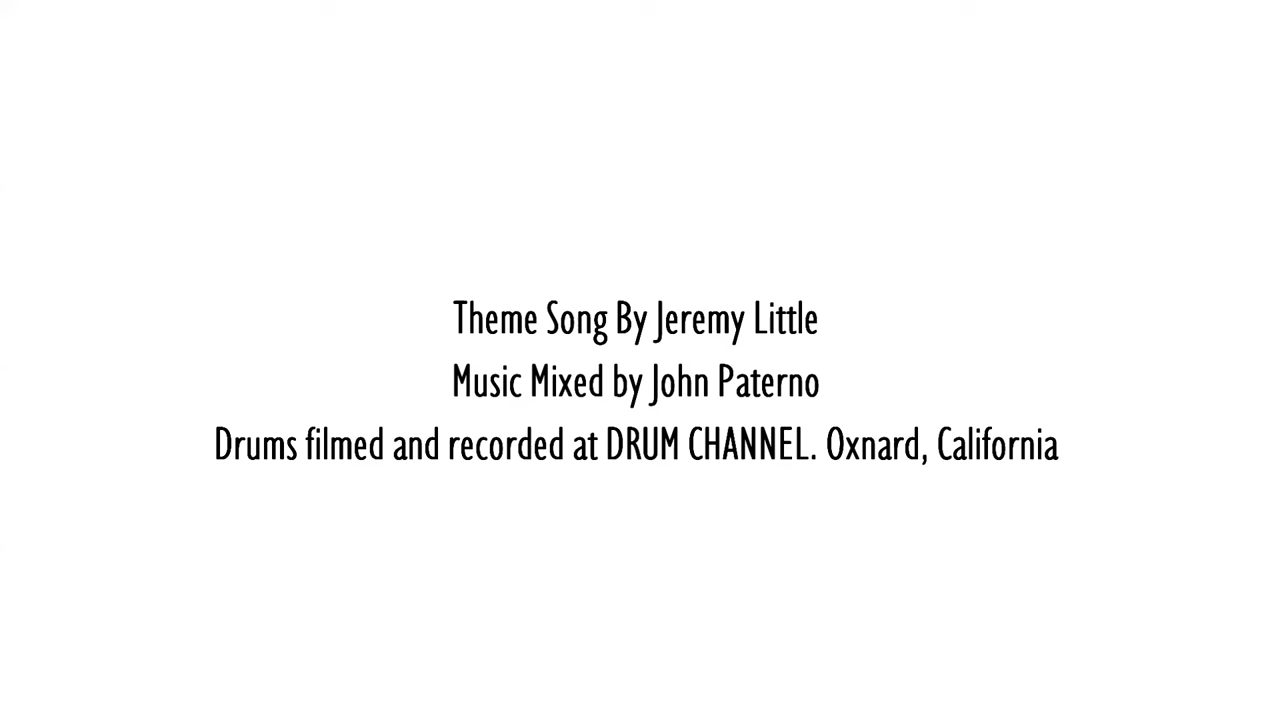 Theme Song By Jeremy Little
Music Mixed by John Paterno
Drums filmed and recorded at DRUM CHANNEL. Oxnard, California